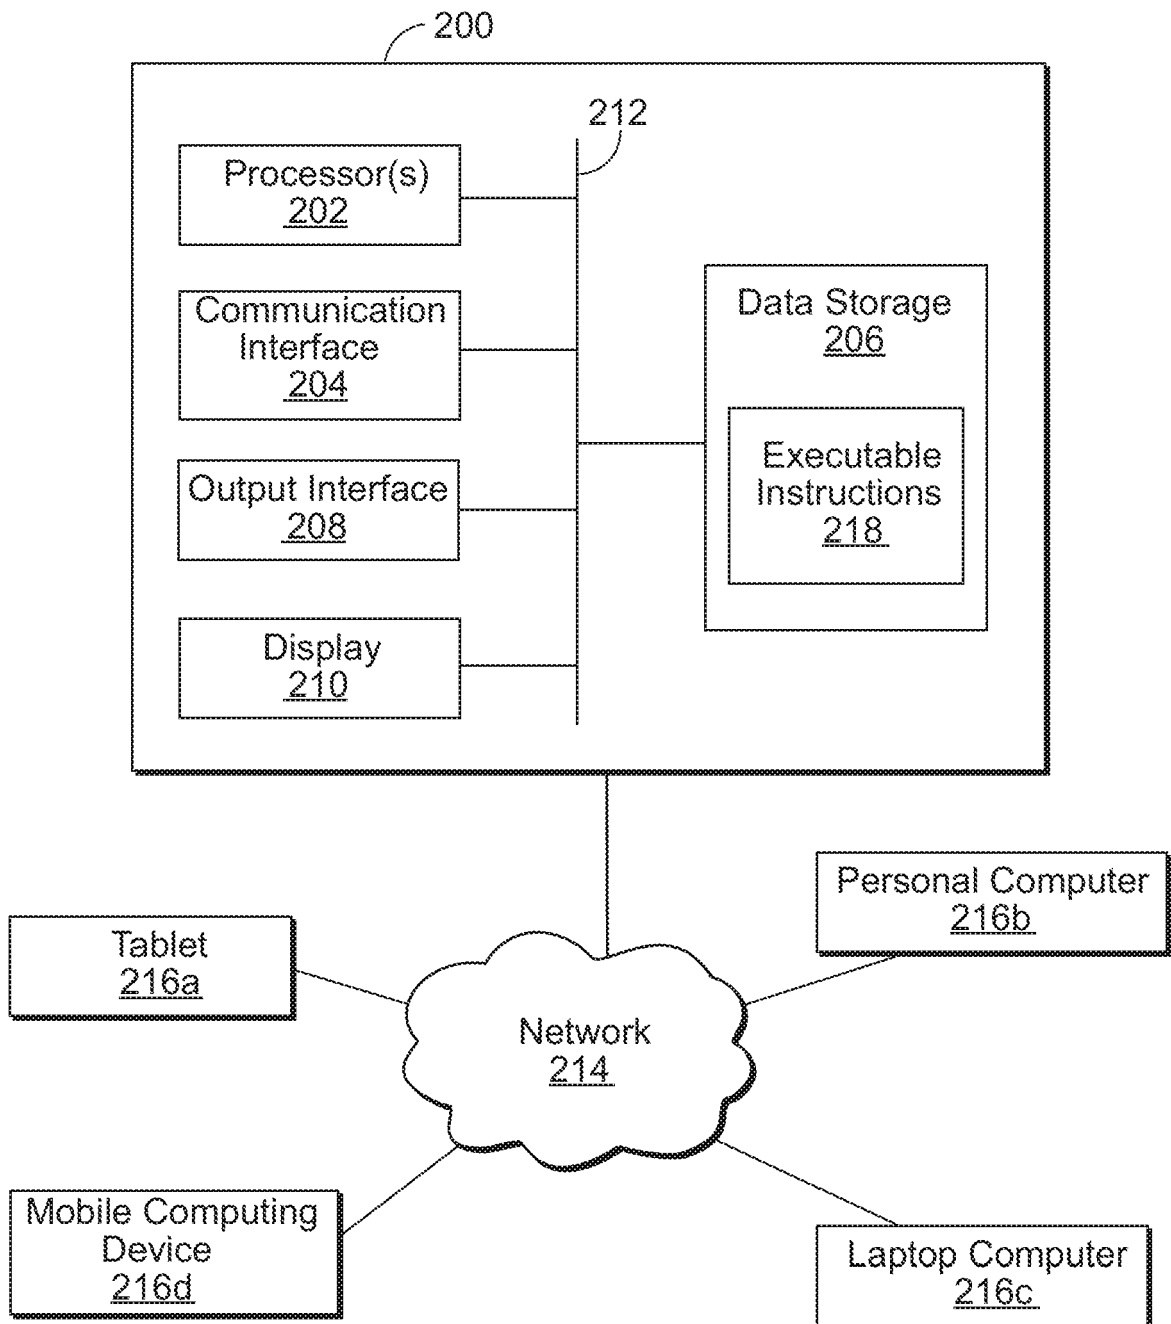 200
212
Processor(s)
202
Communication
Interface
204
Output Interface
208
Display
210
Data Storage
206
Executable
Instructions
218
Personal Computer
216b
Tablet
216a
Network
214
Mobile Computing
Device
216d
Laptop Computer
216c